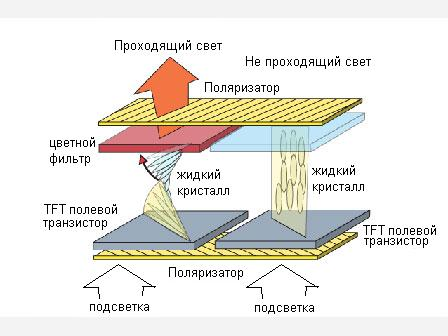 Проходящий свет
Не проходящий свет
Поляризатор
цветной
фильтр
жидкий
кристалл
жидкий
кристалл
TFT полевой
транзистор
TFT полевой
транзистор
Поляризатор
подсветка
подсветка